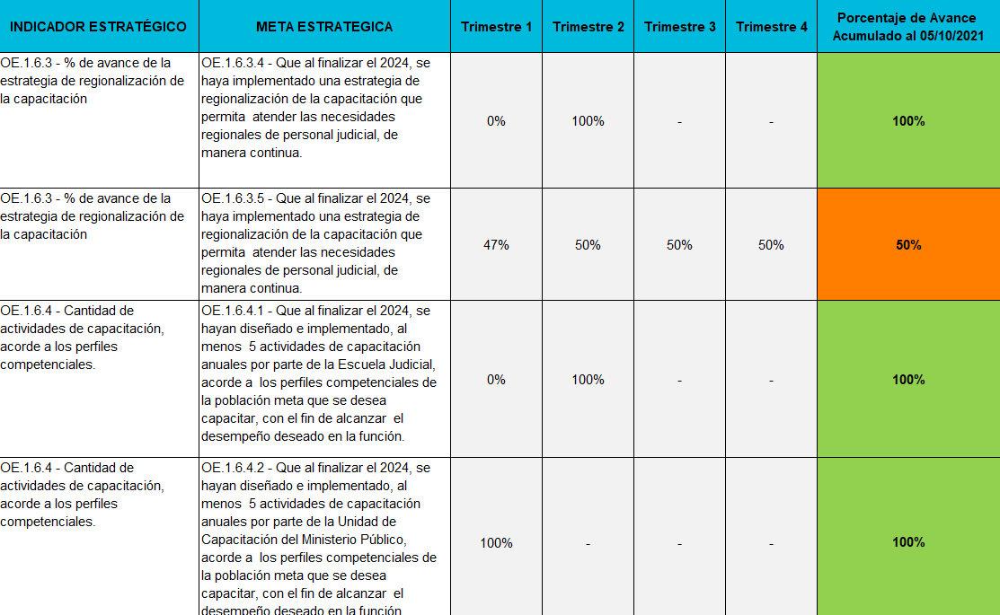 INDICADOR ESTRATÉGICO
META ESTRATEGICA
Trimestre 1
Trimestre 2
Trimestre 3
Trimestre 4
Porcentaje de Avance
Acumulado al 05/10/2021
OE.1.6.3 - % de avance de la
estrategia de regionalización de
la capacitación
OE.1.6.3.4 - Que al finalizar el 2024, se
haya implementado una estrategia de
regionalización de la capacitación que
permita  atender las necesidades
regionales de personal judicial, de
manera continua.
0%
100%
-
-
100%
OE.1.6.3 - % de avance de la
estrategia de regionalización de
la capacitación
OE.1.6.3.5 - Que al finalizar el 2024, se
haya implementado una estrategia de
regionalización de la capacitación que
permita  atender las necesidades
regionales de personal judicial, de
manera continua.
47%
50%
50%
50%
50%
OE.1.6.4 - Cantidad de
actividades de capacitación,
acorde a los perfiles
competenciales.
OE.1.6.4.1 - Que al finalizar el 2024, se
hayan diseñado e implementado, al
menos  5 actividades de capacitación
anuales por parte de la Escuela Judicial,
acorde a  los perfiles competenciales de
la población meta que se desea
capacitar, con el fin de alcanzar  el
desempeño deseado en la función.
0%
100%
-
-
100%
OE.1.6.4 - Cantidad de
actividades de capacitación,
acorde a los perfiles
competenciales.
OE.1.6.4.2 - Que al finalizar el 2024, se
hayan diseñado e implementado, al
menos  5 actividades de capacitación
anuales por parte de la Unidad de
Capacitación del Ministerio Público,
acorde a  los perfiles competenciales de
la población meta que se desea
capacitar, con el fin de alcanzar  el
desempeño deseado en la función
100%
-
-
-
100%